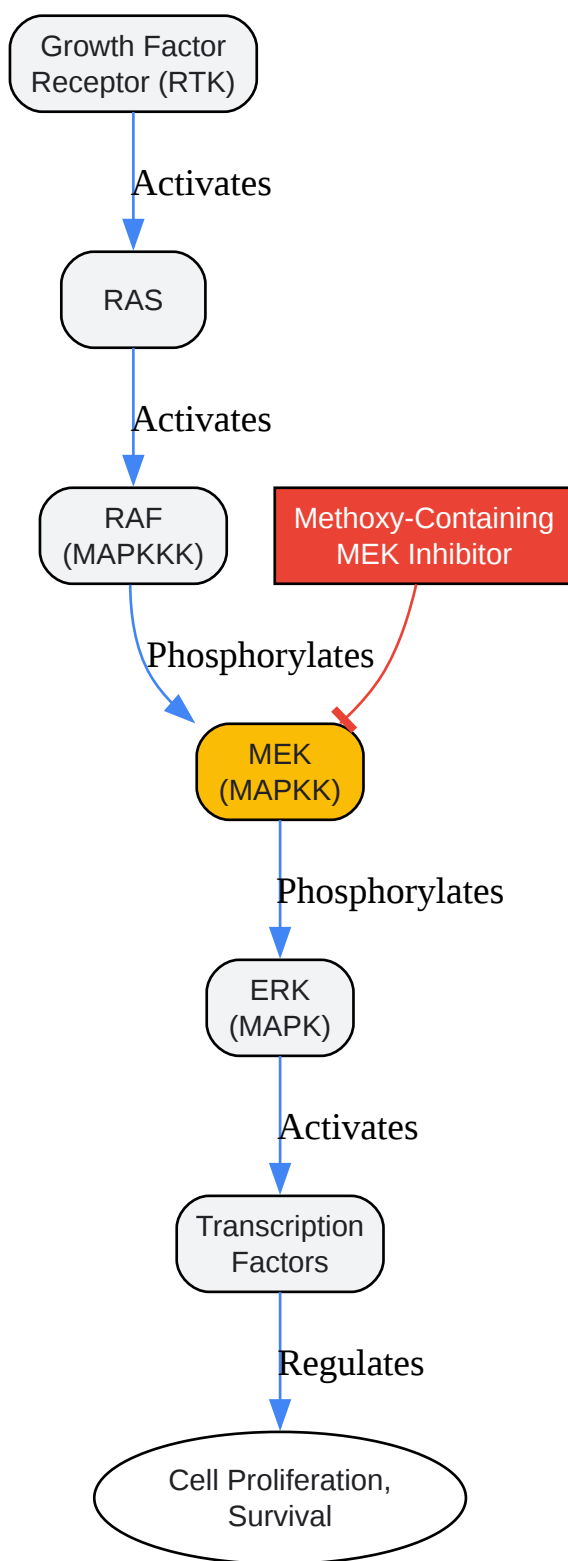 Growth Factor
Receptor (RTK)
Activates
RAS
Activates
RAF
(MAPKKK)
Methoxy-Containing
MEK Inhibitor
Phosphorylates
MEK
(MAPKK)
Phosphorylates
ERK
(MAPK)
Activates
Transcription
Factors
Regulates
Cell Proliferation,
Survival